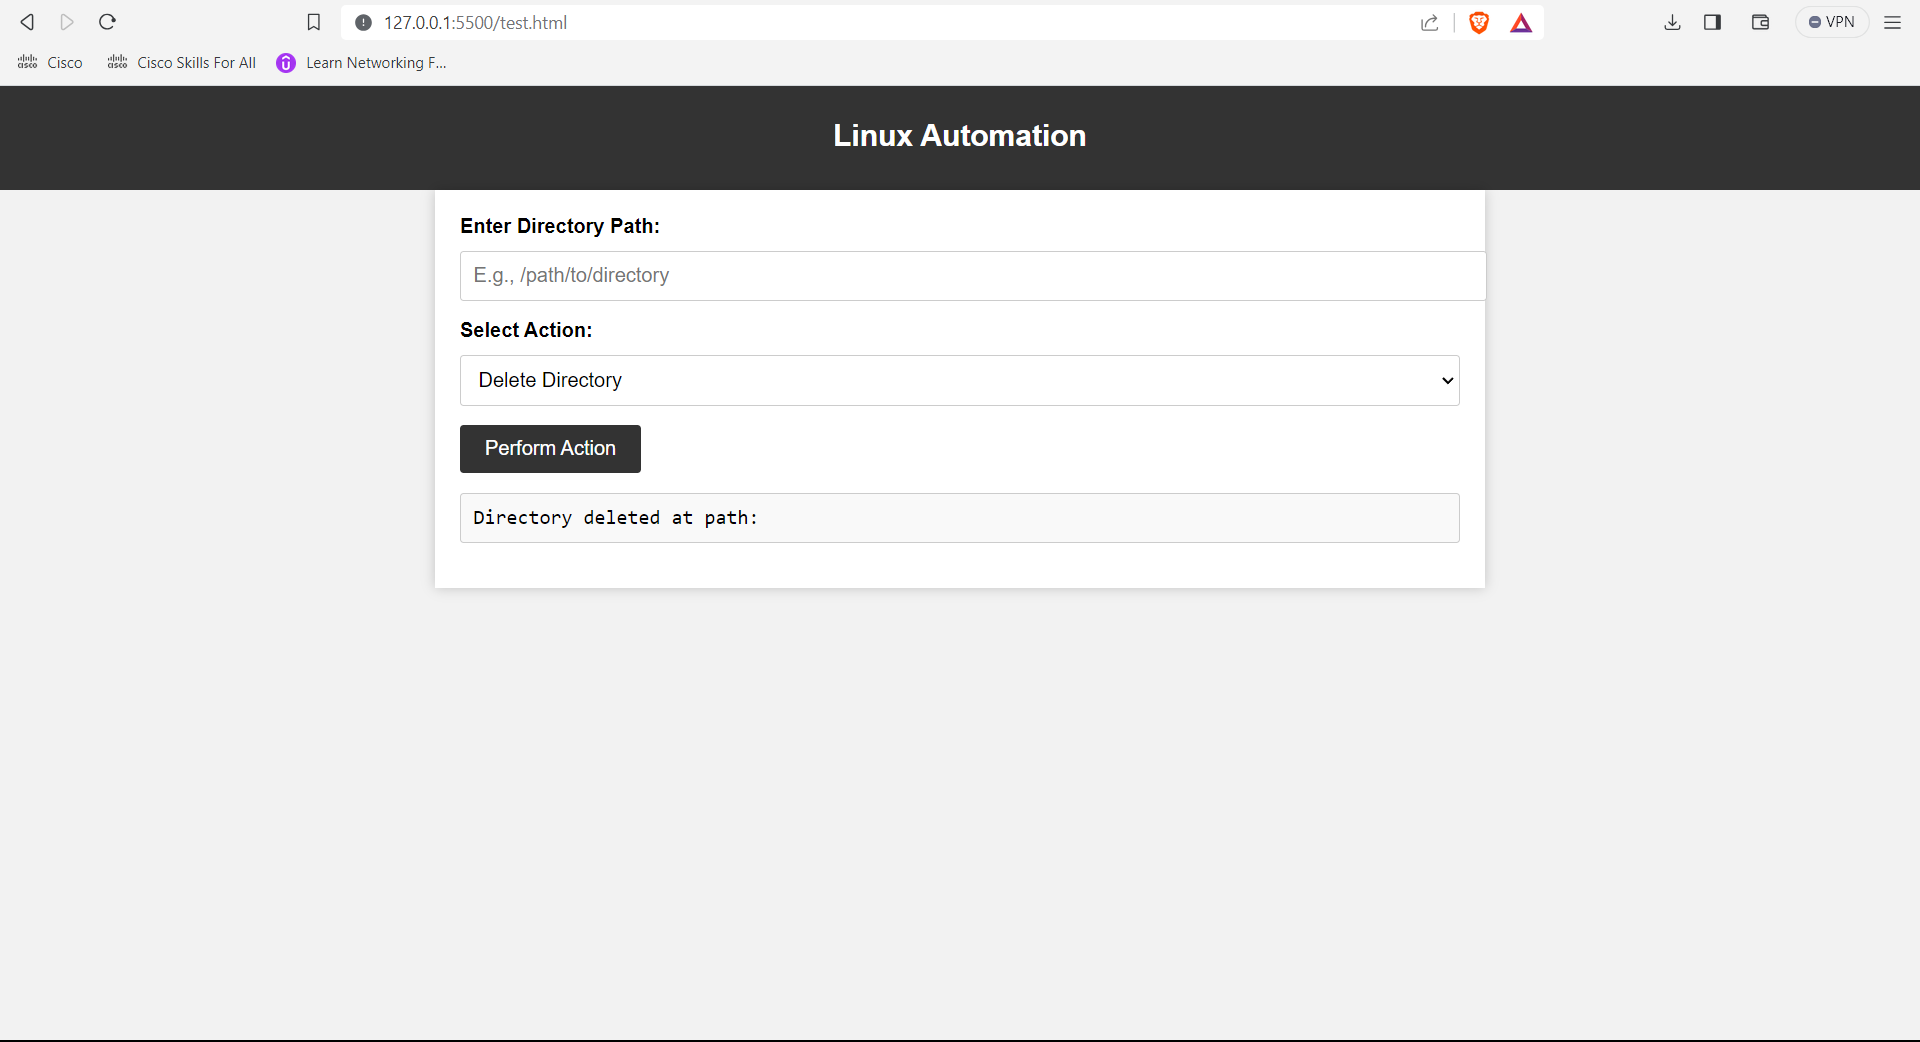 127.0.0.1:5500/test.html
VPN
Cisco
Cisco Skills For All
Learn Networking F...
Linux Automation
Enter Directory Path:
E.g., /path/to/directory
Select Action:
Delete Directory
Perform Action
Directory deleted at path: